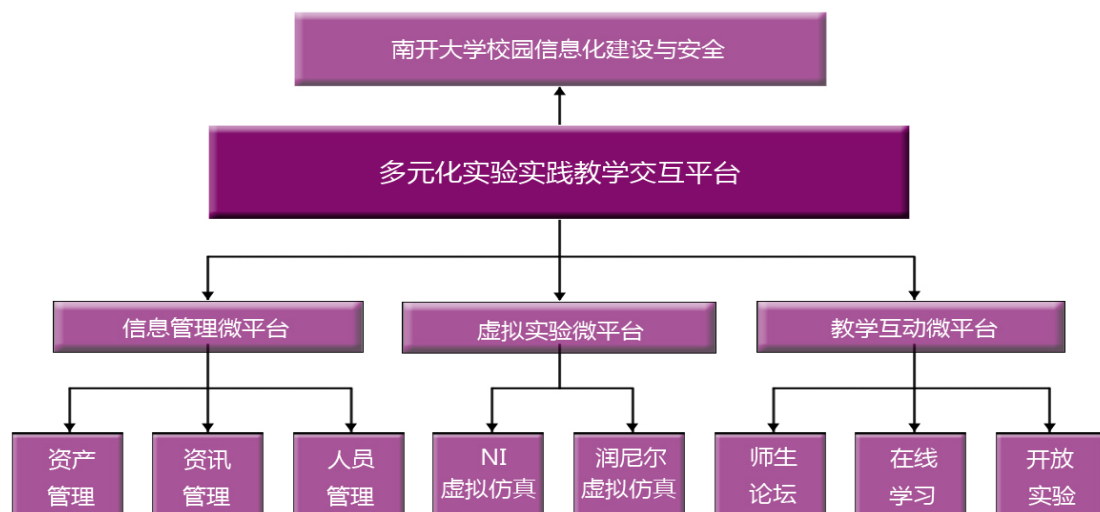 南开大学校园信息化建设与安全
多元化实验实践教学交互平台
信息管理微平台
虚拟实验微平台
教学互动微平台
资产
管理
资讯
管理
人员
管理
NI
虚拟仿真
润尼尔
虚拟仿真
师生
论坛
在线
学习
开放
实验